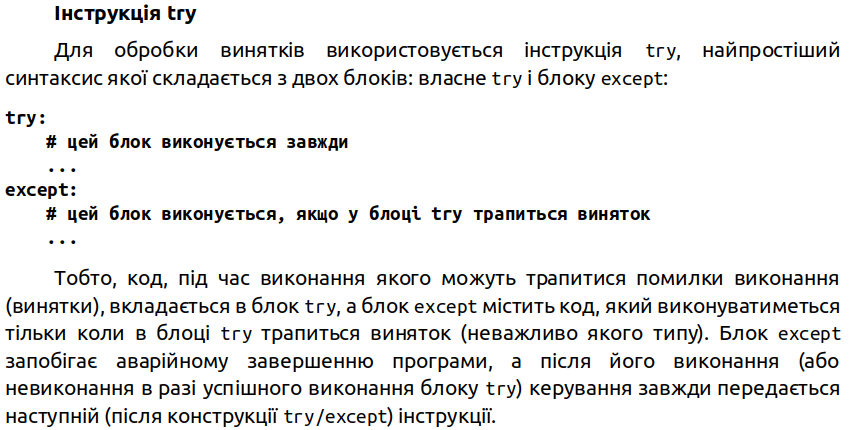 Інструкція try
Для обробки винятків використовується інструкція try, найпростіший
синтаксис якої складається з двох блоків: власне try і блоку except:
try:
    # цей блок виконується завжди
    ...
except:
    # цей блок виконується, якщо у блоці try трапиться виняток
    ...
Тобто, код, під час виконання якого можуть трапитися помилки виконання
(винятки), вкладається в блок try, а блок except містить код, який виконуватиметься
тільки коли в блоці try трапиться виняток (неважливо якого типу). Блок except
запобігає аварійному завершенню програми, а після його виконання (або
невиконання в разі успішного виконання блоку try) керування завжди передається
наступній (після конструкції try/except) інструкції.